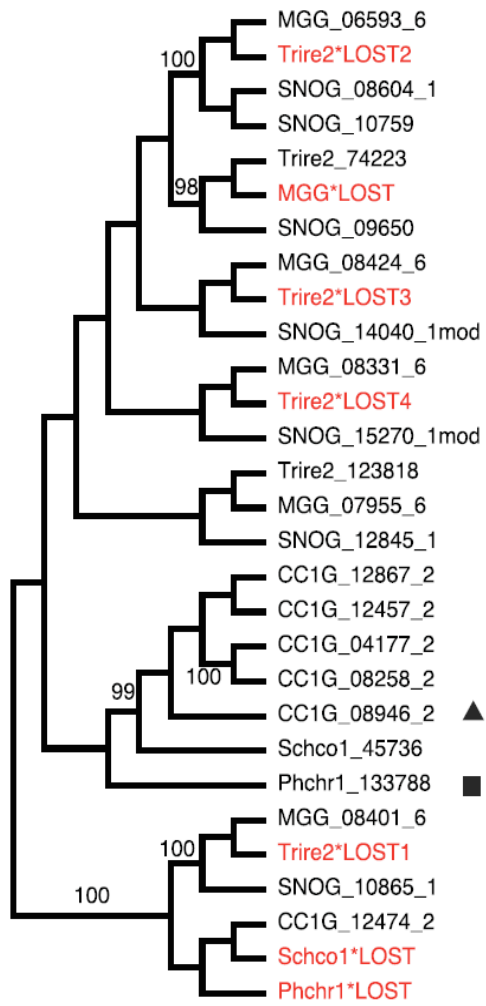 MGG_06593_6
100
Trire2*LOST2
SNOG_08604_1
SNOG_10759
Trire2_74223
98
MGG*LOST
SNOG_09650
MGG_08424_6
Trire2*LOST3
SNOG_14040_1mod
MGG_08331_6
Trire2*LOST4
SNOG_15270_1mod
Trire2_123818
MGG_07955_6
SNOG_12845_1
CC1G_12867_2
CC1G_12457_2
CC1G_04177_2
100
CC1G_08258_2
99
CC1G_08946_2
Schco1_45736
Phchr1_133788
MGG_08401_6
100
Trire2*LOST1
SNOG_10865_1
100
CC1G_12474_2
Schco1*LOST
Phchr1*LOST